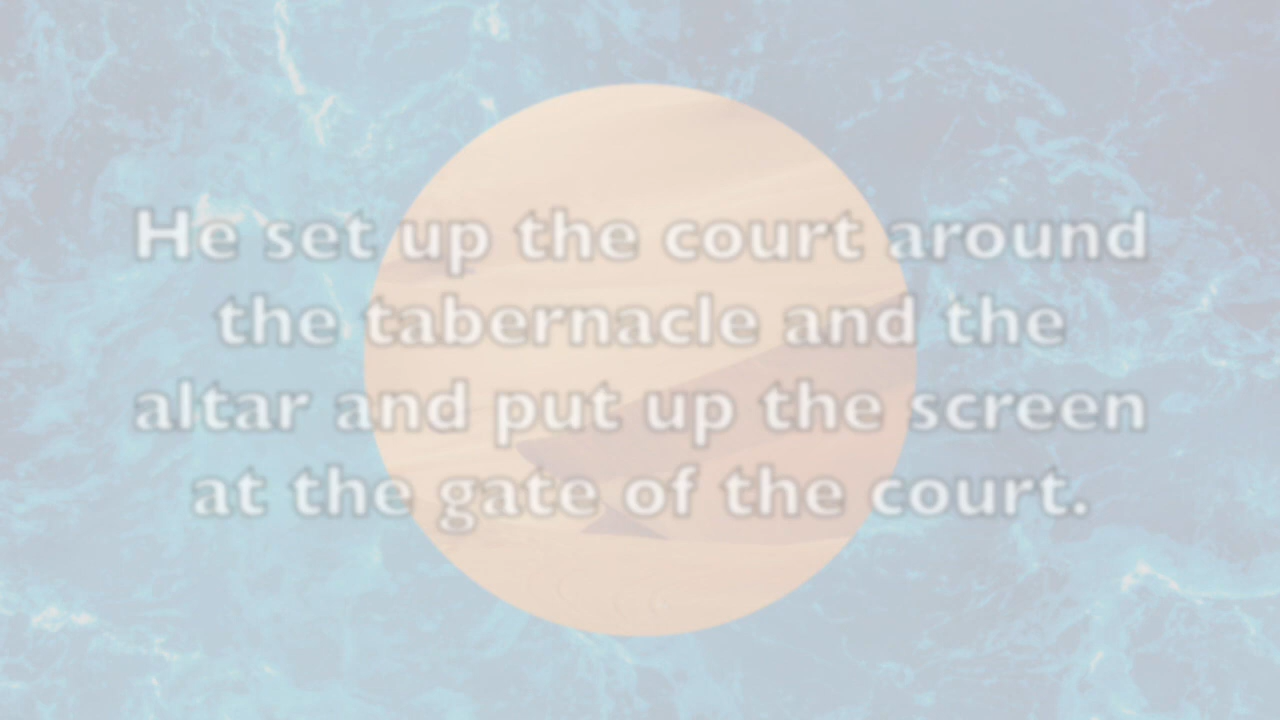 He set up the court around
the tabernacle and the
altar and put up the screen
at the gate of the court.